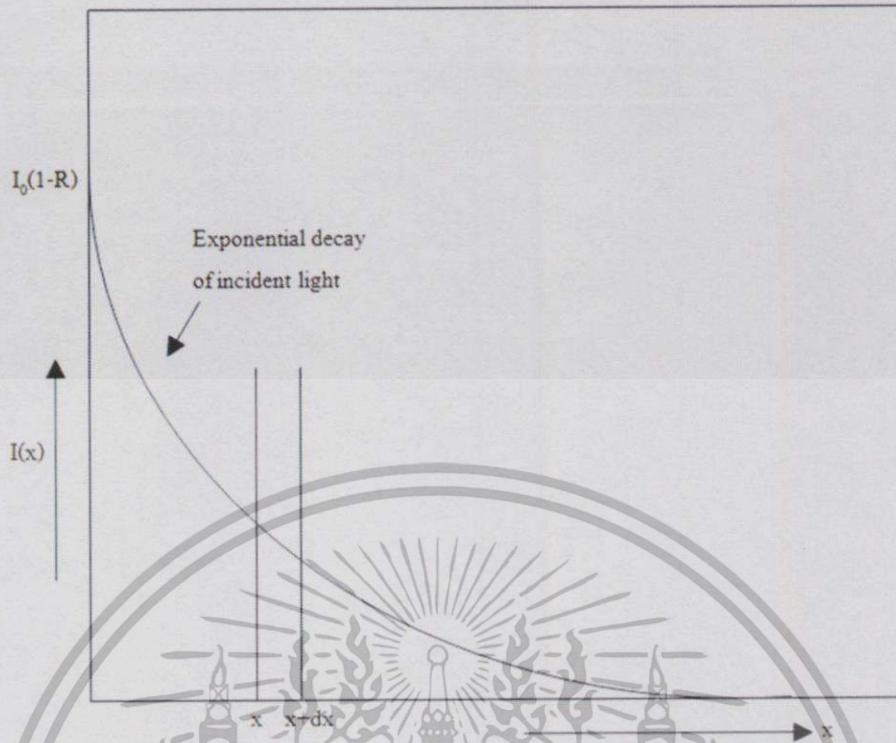 I₀(1-R)
Exponential decay
of incident light
I(x)
x x+dx
x